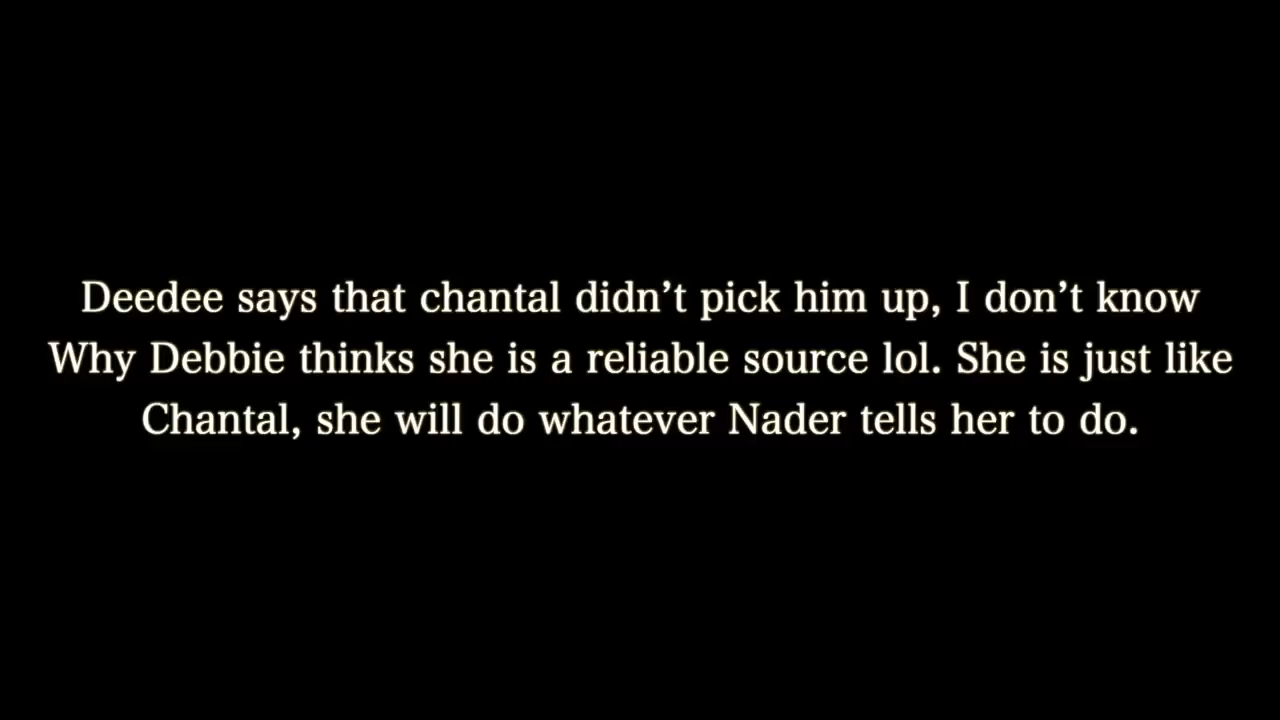 Deedee says that chantal didn’t pick him up, I don’t know
Why Debbie thinks she is a reliable source lol. She is just like
Chantal, she will do whatever Nader tells her to do.